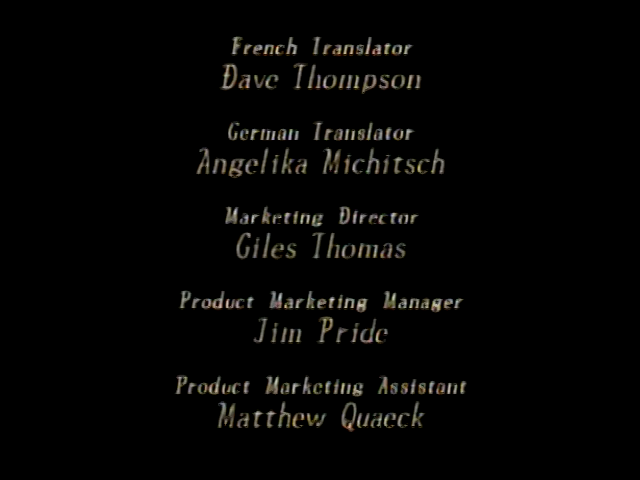 French Translator
Dave Thompson
German Translator
Angelika Michitsch
Marketing Director
Giles Thomas
Product Marketing Manager
Jim Pride
Product Marketing Assistant
Matthew Quaeck